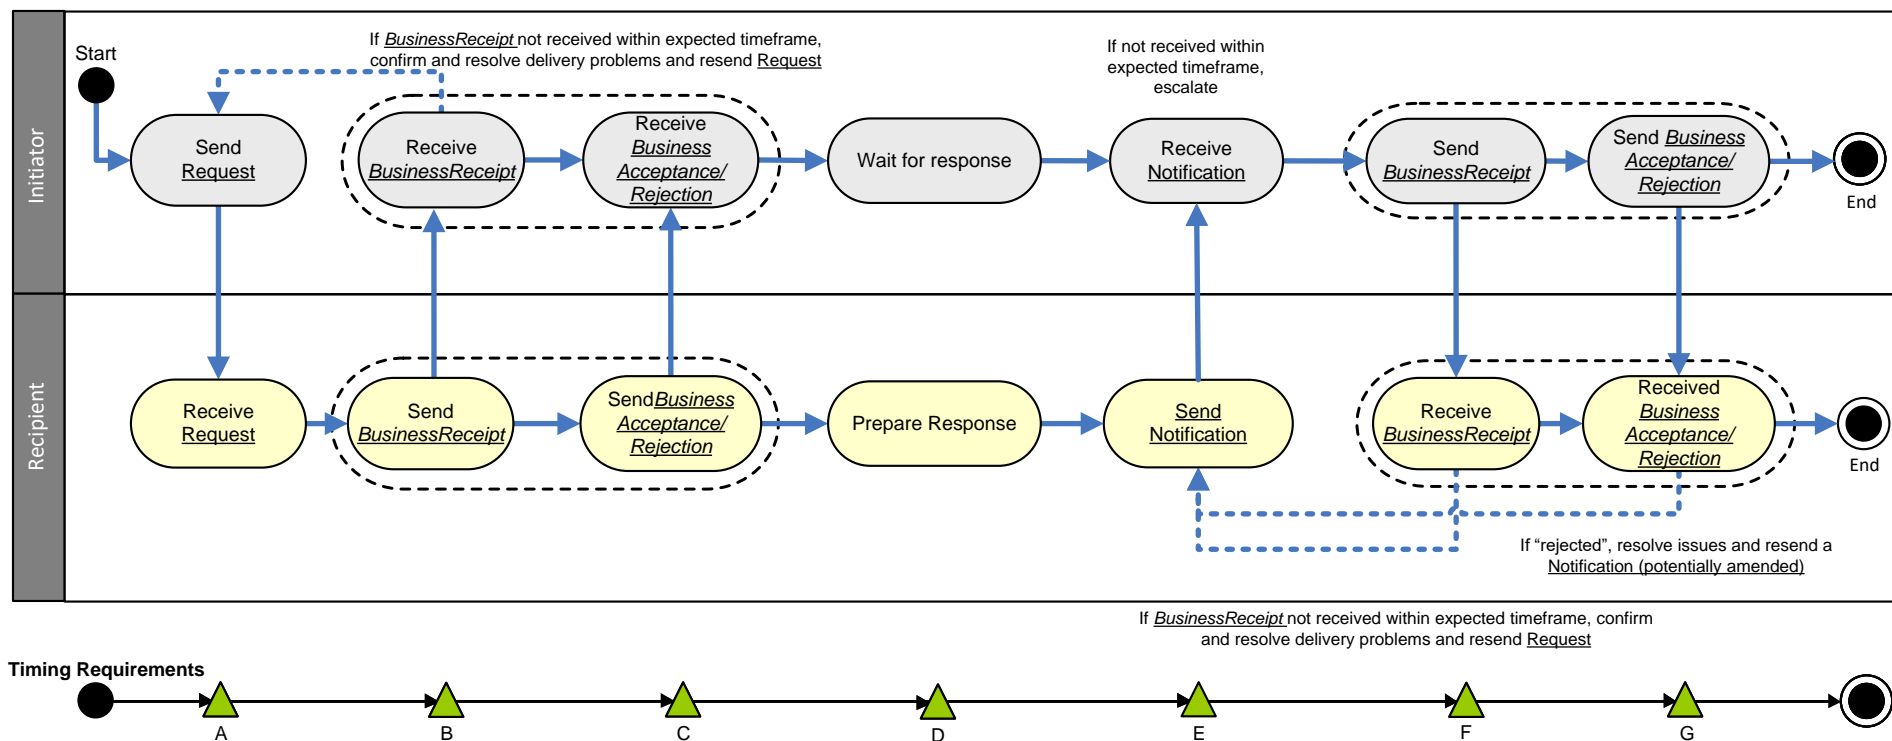 If BusinessReceipt not received within expected timeframe,
confirm and resolve delivery problems and resend Request
If not received within
expected timeframe,
escalate
Start
Initiator
Send
Request
Receive
BusinessReceipt
Receive
Business
Acceptance/
Rejection
Wait for response
Receive
Notification
Send
BusinessReceipt
Send Business
Acceptance/
Rejection
End
Recipient
Receive
Request
Send
BusinessReceipt
SendBusiness
Acceptance/
Rejection
Prepare Response
Send
Notification
Receive
BusinessReceipt
Received
Business
Acceptance/
Rejection
End
If “rejected”, resolve issues and resend a
Notification (potentially amended)
If BusinessReceipt not received within expected timeframe, confirm
and resolve delivery problems and resend Request
Timing Requirements
A
B
C
D
E
F
G